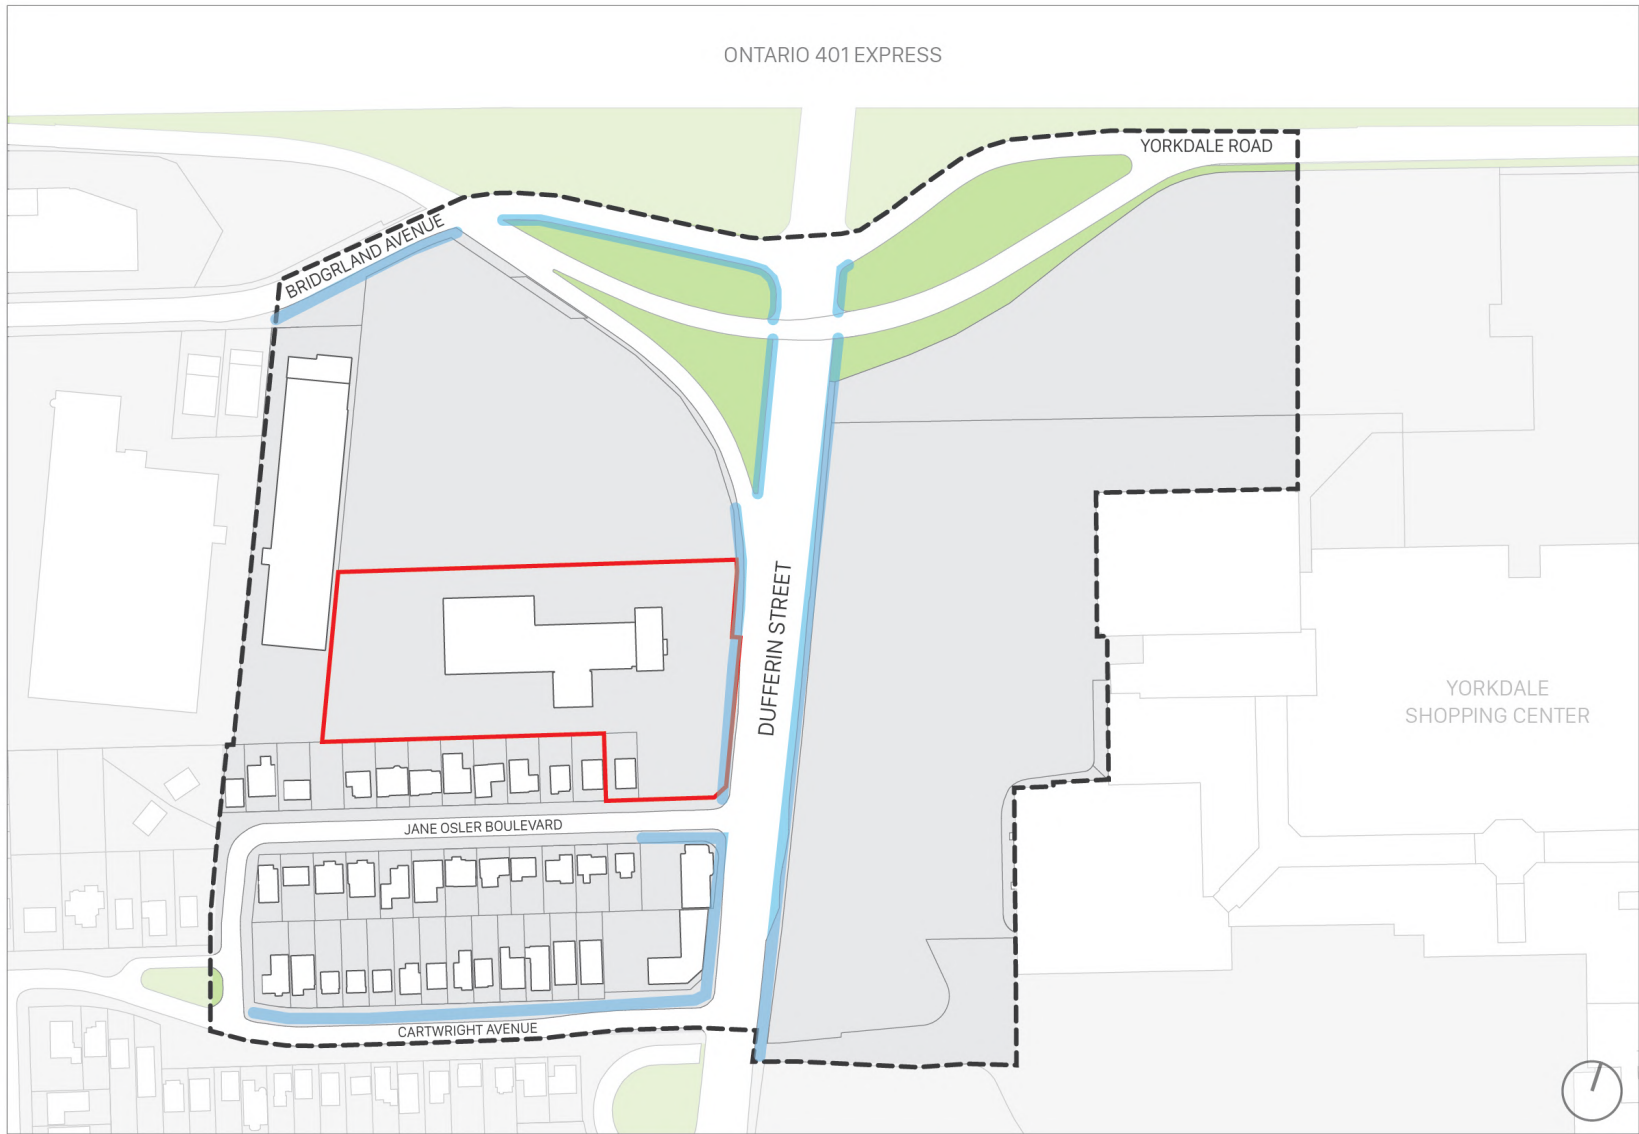 ONTARIO 401 EXPRESS
YORKDALE ROAD
BRIDGRLAND AVENUE
DUFFERIN STREET
YORKDALE
SHOPPING CENTER
JANE OSLER BOULEVARD
CARTWRIGHT AVENUE